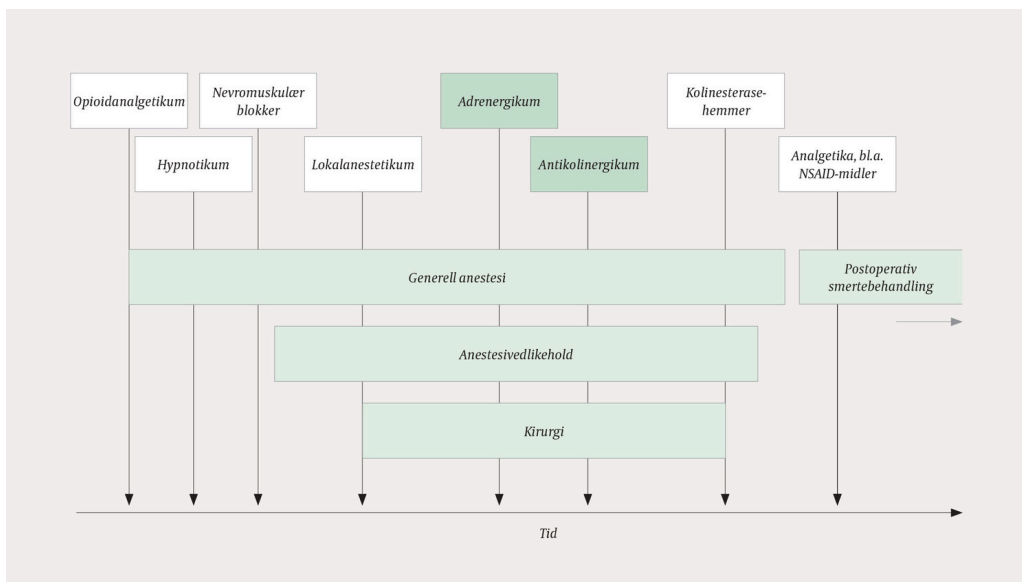 Opioidanalgetikum
Nevromuskulær
blokker
Adrenergikum
Kolinesterase-
hemmer
Hypnotikum
Lokalanestetikum
Antikolinergikum
Analgetika, bl.a.
NSAID-midler
Generell anestesi
Postoperativ
smertebehandling
Anestesivedlikehold
Kirurgi
Tid